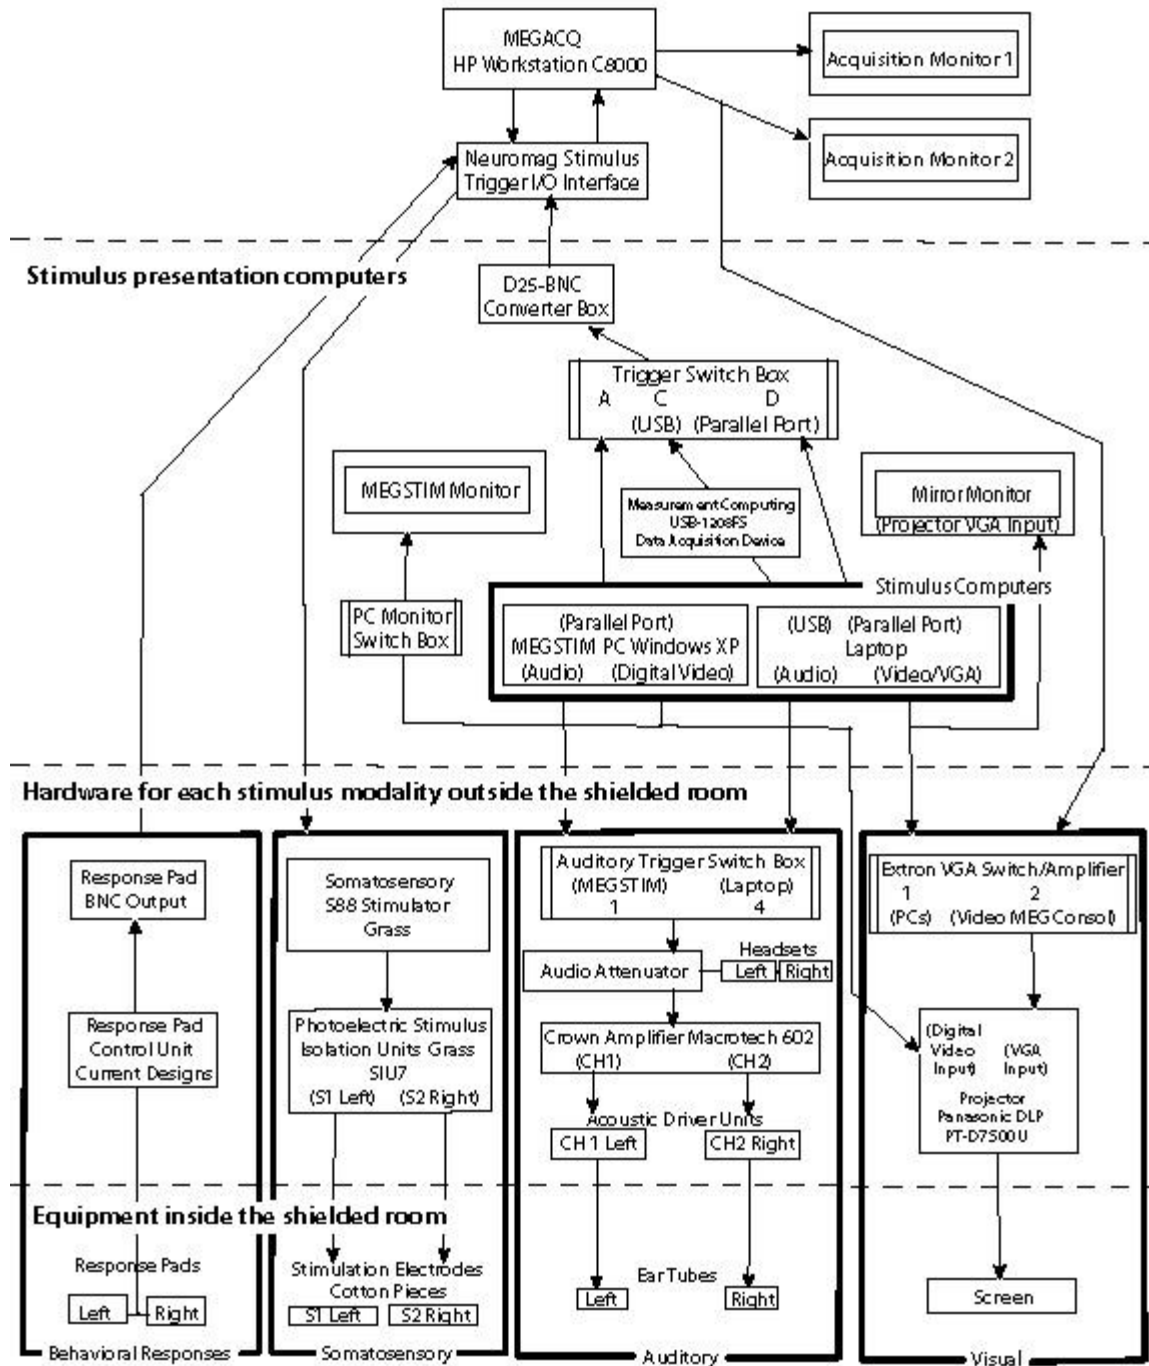 MEGACQ
HP Workstation C8000
Acquisition Monitor 1
Acquisition Monitor 2
Neuromag Stimulus
Trigger I/O Interface
Stimulus presentation computers
D25-BNC
Converter Box
Trigger Switch Box
A C D
(USB) (Parallel Port)
MEGSTIM Monitor
Measurement Computing
USB-1208FS
Data Acquisition Device
Mirror Monitor
(Projector VGA Input)
Stimulus Computers
PC Monitor
Switch Box
(Parallel Port)
MEGSTIM PC Windows XP
(Audio) (Digital Video)
(USB) (Parallel Port)
Laptop
(Audio) (Video/VGA)
Hardware for each stimulus modality outside the shielded room
Response Pad
BNC Output
Response Pad
Control Unit
Current Designs
Somatosensory
S88 Stimulator
Grass
Photoelectric Stimulus
Isolation Units Grass
SIU7
(S1 Left) (S2 Right)
Auditory Trigger Switch Box
(MEGSTIM) (Laptop)
1 4
Headsets
Audio Attenuator
Left Right
Crown Amplifier Macrotech 602
(CH1) (CH2)
Acoustic Driver Units
CH1 Left CH2 Right
Extron VGA Switch/Amplifier
1 2
(PCs) (Video MEG Consol)
(Digital Video Input) (VGA Input)
Projector
Panasonic DLP
PT-D7500U
Equipment inside the shielded room
Response Pads
Left Right
Stimulation Electrodes
Cotton Pieces
S1 Left S2 Right
Ear Tubes
Left Right
Screen
Behavioral Responses
Somatosensory
Auditory
Visual